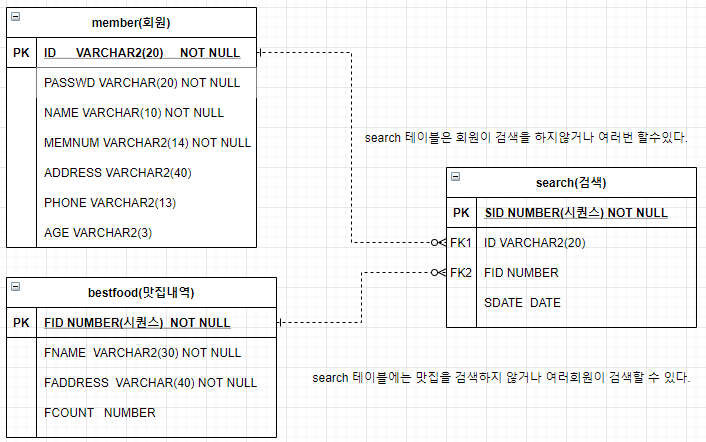 member(회원)
PK ID VARCHAR2(20) NOT NULL
PASSWD VARCHAR(20) NOT NULL
NAME VARCHAR(10) NOT NULL
MEMNUM VARCHAR2(14) NOT NULL
ADDRESS VARCHAR2(40)
PHONE VARCHAR2(13)
AGE VARCHAR2(3)
search 테이블은 회원이 검색을 하지않거나 여러번 할수있다.
search(검색)
PK SID NUMBER(시퀀스) NOT NULL
FK1 ID VARCHAR2(20)
FK2 FID NUMBER
SDATE DATE
bestfood(맛집내역)
PK FID NUMBER(시퀀스) NOT NULL
FNAME VARCHAR2(30) NOT NULL
FADDRESS VARCHAR(40) NOT NULL
FCOUNT NUMBER
search 테이블에는 맛집을 검색하지 않거나 여러회원이 검색할 수 있다.